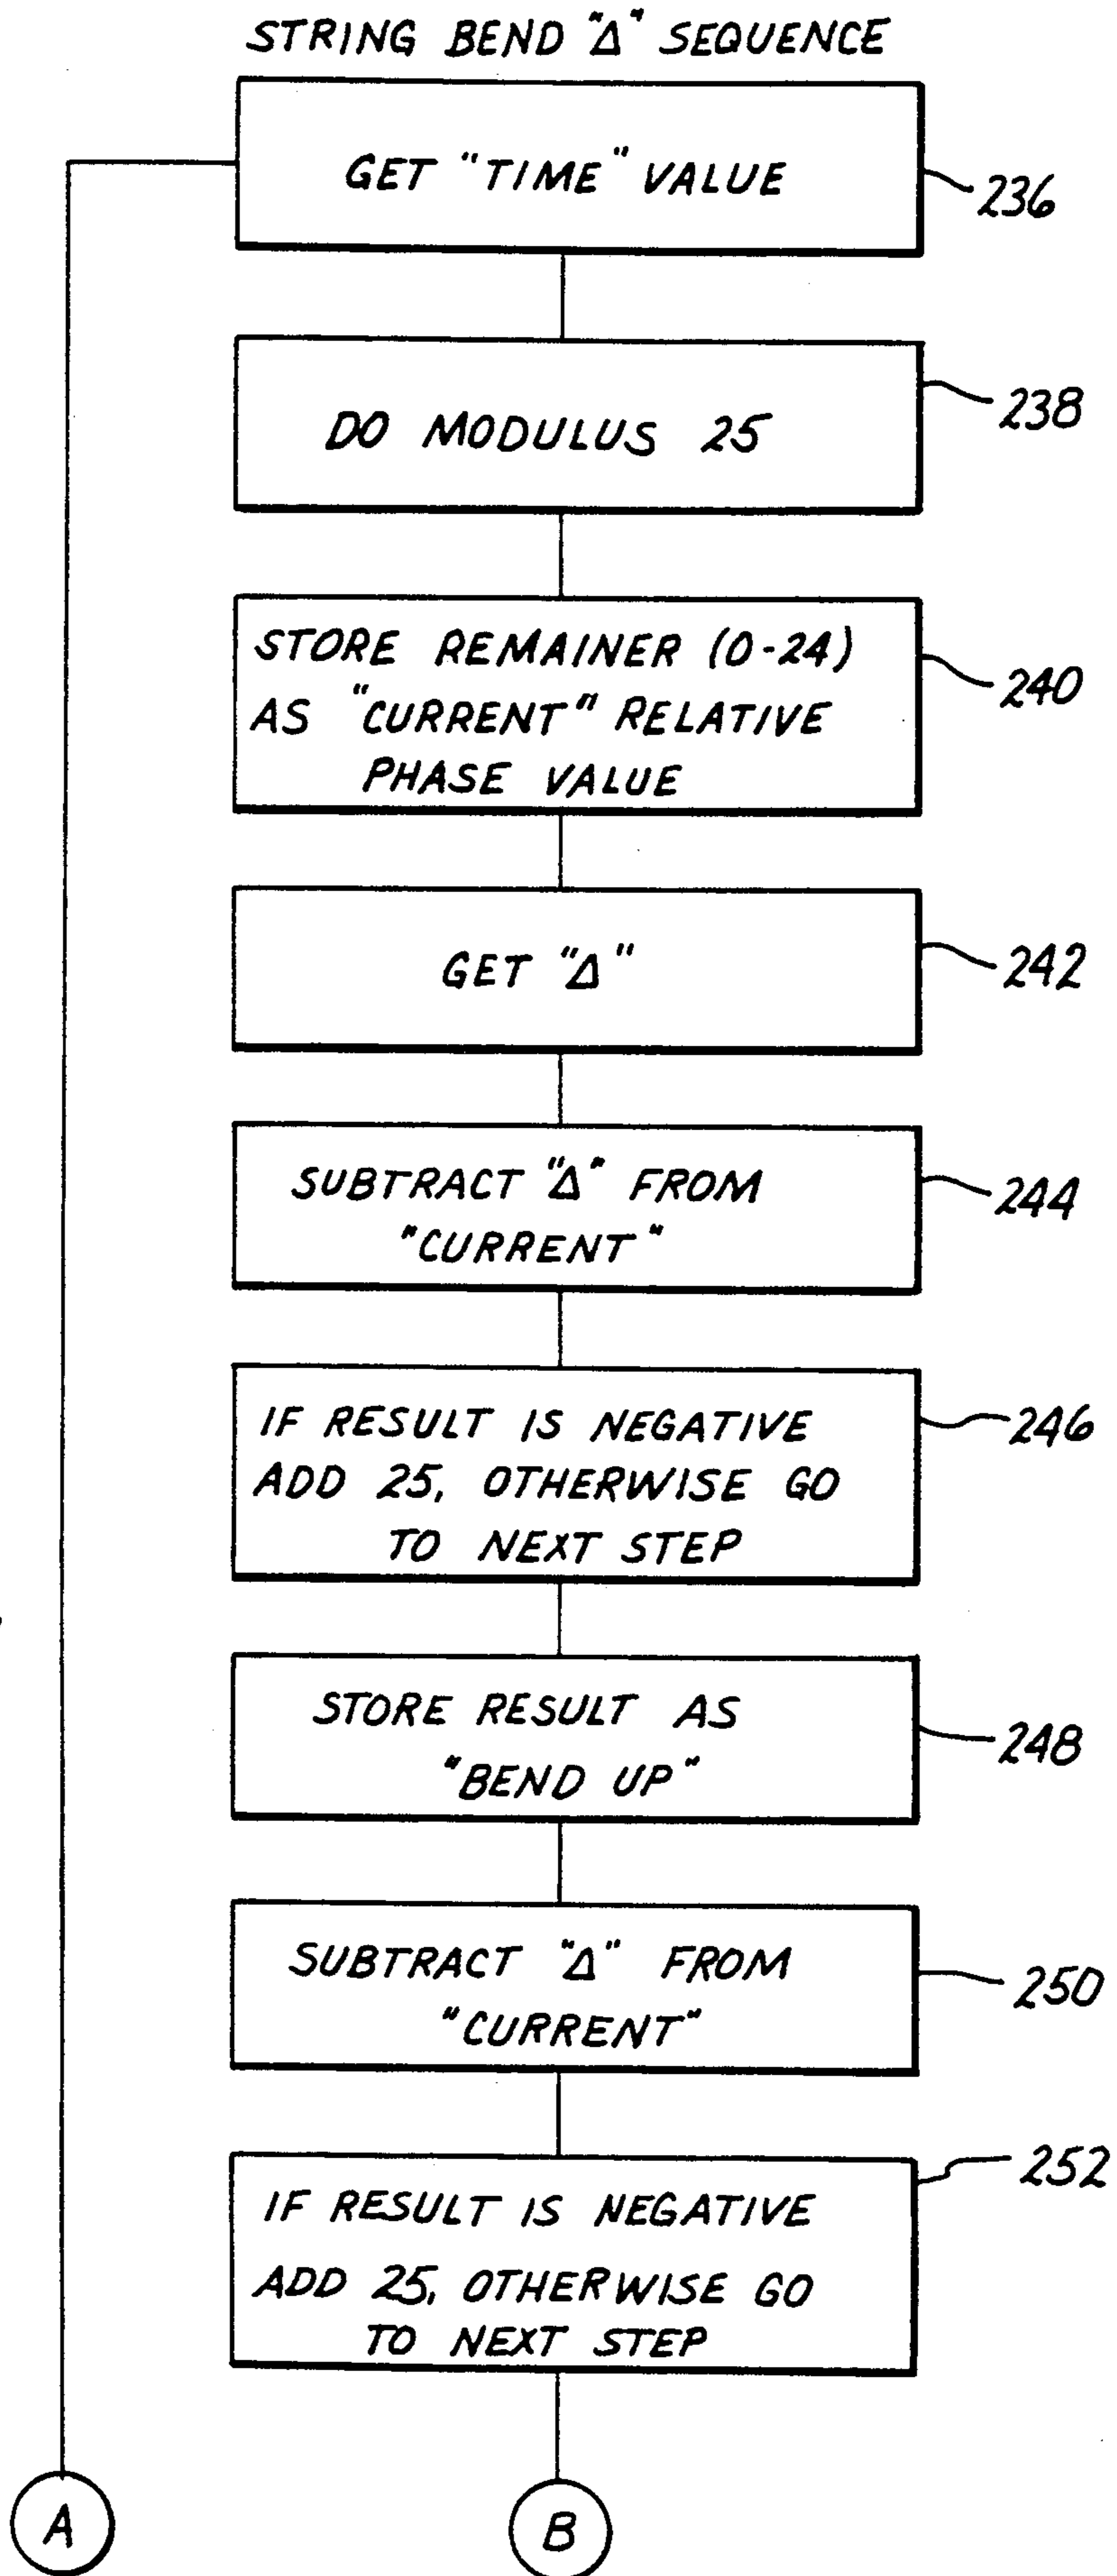 STRING BEND "Δ" SEQUENCE
GET "TIME" VALUE
236
DO MODULUS 25
238
STORE REMAINER (0-24)
AS "CURRENT" RELATIVE
PHASE VALUE
240
GET "Δ"
242
SUBTRACT "Δ" FROM
"CURRENT"
244
IF RESULT IS NEGATIVE
ADD 25, OTHERWISE GO
TO NEXT STEP
246
STORE RESULT AS
"BEND UP"
248
SUBTRACT "Δ" FROM
"CURRENT"
250
IF RESULT IS NEGATIVE
ADD 25, OTHERWISE GO
TO NEXT STEP
252
A
B